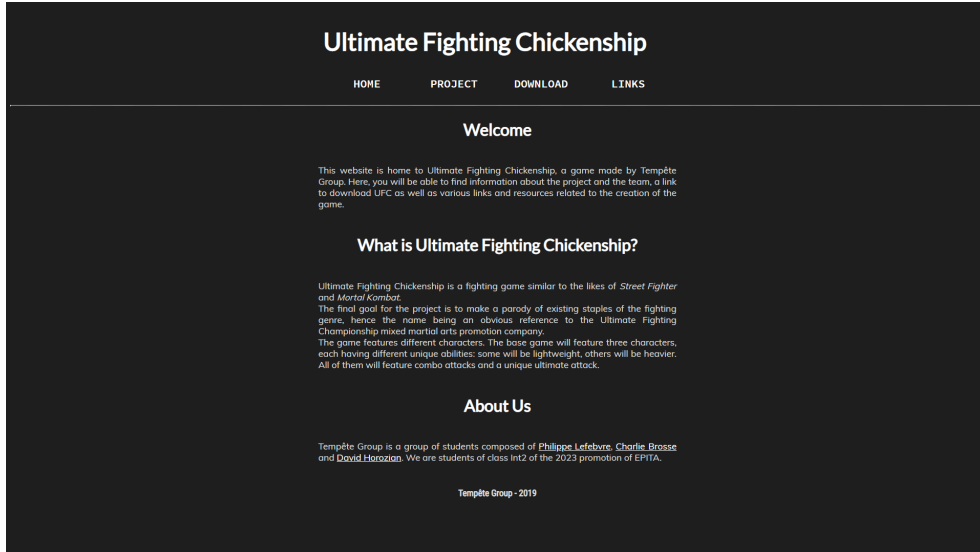 Ultimate Fighting Chickenship
HOME PROJECT DOWNLOAD LINKS
Welcome
This website is home to Ultimate Fighting Chickenship, a game made by Tempête
Group. Here, you will be able to find information about the project and the team, a link
to download UFC as well as various links and resources related to the creation of the
game.
What is Ultimate Fighting Chickenship?
Ultimate Fighting Chickenship is a fighting game similar to the likes of Street Fighter
and Mortal Kombat.
The final goal for the project is to make a parody of existing staples of the fighting
genre, hence the name being an obvious reference to the Ultimate Fighting
Championship mixed martial arts promotion company.
The game features different characters. The base game will feature three characters,
each having different unique abilities: some will be lightweight, others will be heavier.
All of them will feature combo attacks and a unique ultimate attack.
About Us
Tempête Group is a group of students composed of Philippe Lefebvre, Charlie Brosse
and David Horozian. We are students of class Int2 of the 2023 promotion of EPITA.
Tempête Group - 2019